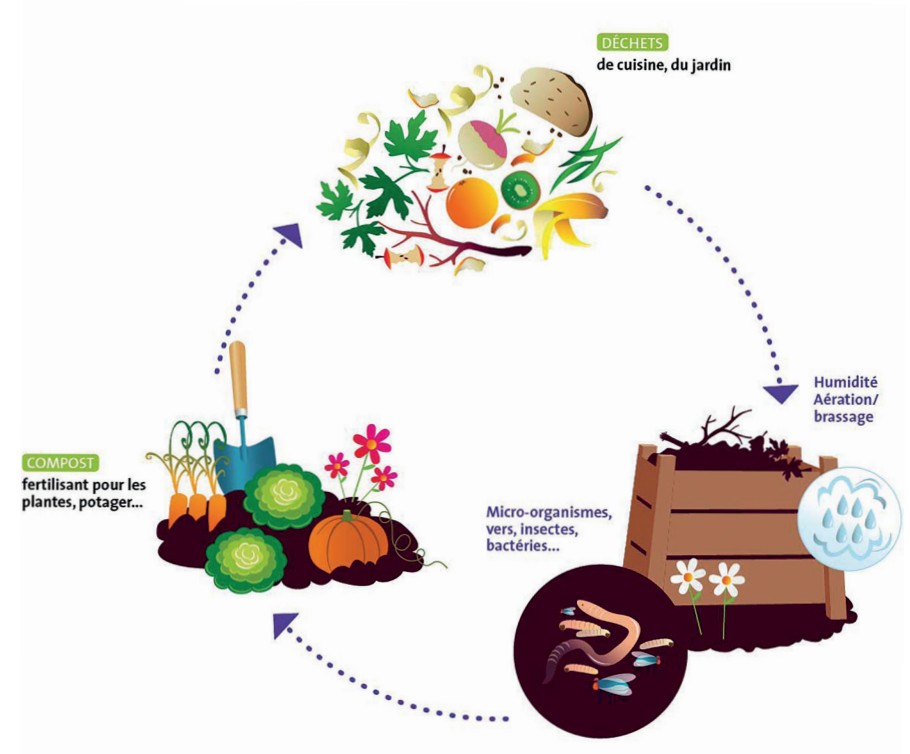 DÉCHETS
de cuisine, du jardin
Humidité
Aération/
brassage
COMPOST
fertilisant pour les
plantes, potager...
Micro-organismes,
vers, insectes,
bactéries...